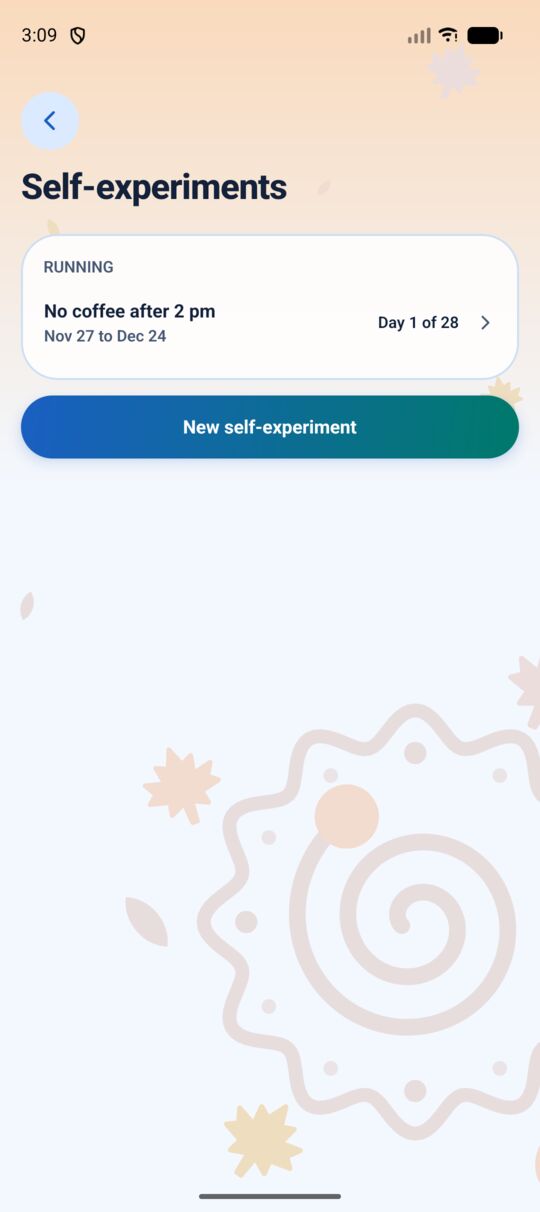 3:09
Self-experiments
RUNNING
No coffee after 2 pm
Nov 27 to Dec 24
Day 1 of 28
New self-experiment